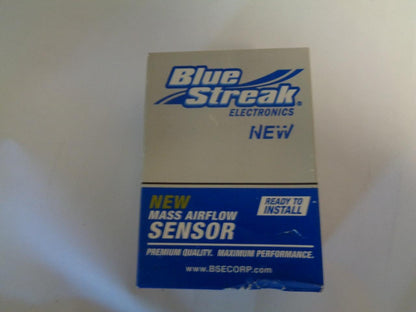 Blue
Streak®
ELECTRONICS
NEW
NEW
MASS AIRFLOW
SENSOR
READY TO
INSTALL
PREMIUM QUALITY. MAXIMUM PERFORMANCE.
www.BSECORP.com